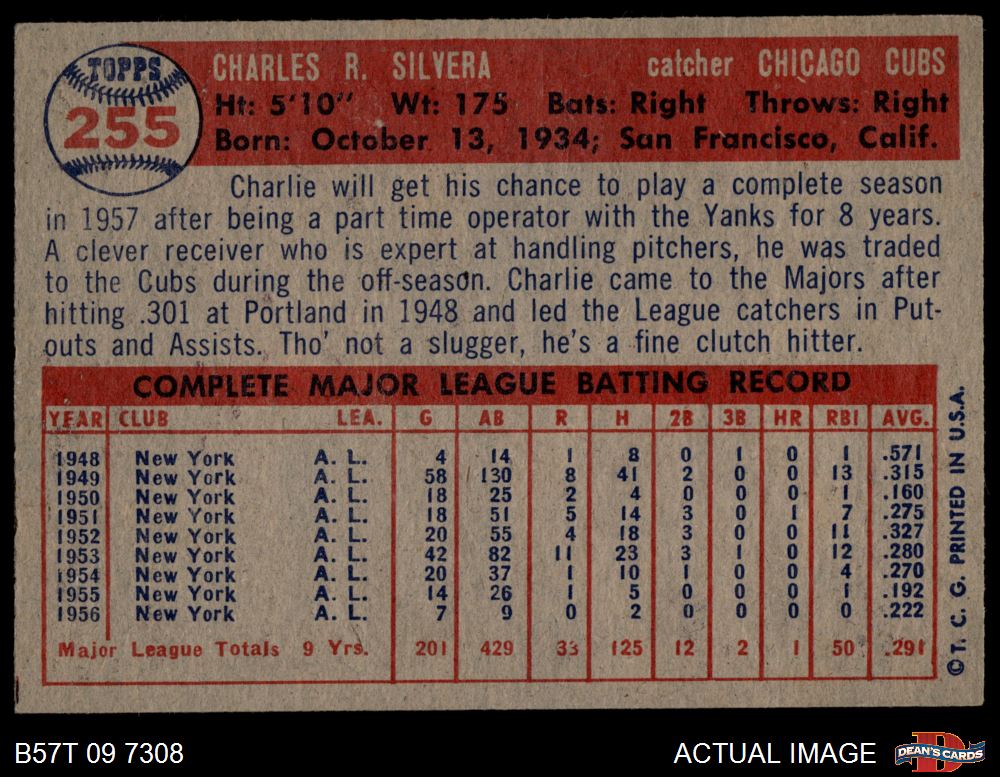 TOPPS
255
CHARLES R. SILVERA catcher CHICAGO CUBS
Ht: 5'10" Wt: 175 Bats: Right Throws: Right
Born: October 13, 1934; San Francisco, Calif.
Charlie will get his chance to play a complete season
in 1957 after being a part time operator with the Yanks for 8 years.
A clever receiver who is expert at handling pitchers, he was traded
to the Cubs during the off-season. Charlie came to the Majors after
hitting .301 at Portland in 1948 and led the League catchers in Put-
outs and Assists. Tho' not a slugger, he's a fine clutch hitter.
COMPLETE MAJOR LEAGUE BATTING RECORD
YEAR CLUB LEA. G AB R H 2B 3B HR RBI AVG.
1948 New York A. L. 4 14 1 8 0 1 0 1 .571
1949 New York A. L. 58 130 8 41 2 0 0 13 .315
1950 New York A. L. 18 25 2 4 0 0 0 1 .160
1951 New York A. L. 18 51 5 14 3 0 1 7 .275
1952 New York A. L. 20 55 4 18 3 0 0 11 .327
1953 New York A. L. 42 82 11 23 3 1 0 12 .280
1954 New York A. L. 20 37 1 10 1 0 0 4 .270
1955 New York A. L. 14 26 1 5 0 0 0 1 .192
1956 New York A. L. 7 9 0 2 0 0 0 0 .222
Major League Totals 9 Yrs. 201 429 33 125 12 2 1 50 .291
©T. C. G. PRINTED IN U.S.A.
B57T 09 7308
ACTUAL IMAGE
DEAN'S CARDS